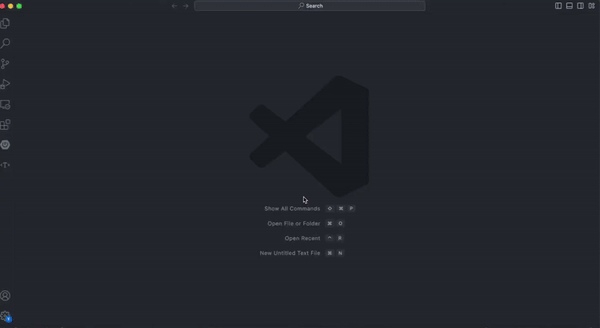 Search
Show All Commands ⇧ ⌘ P
Open File or Folder ⌘ O
Open Recent ⌃ R
New Untitled Text File ⌘ N